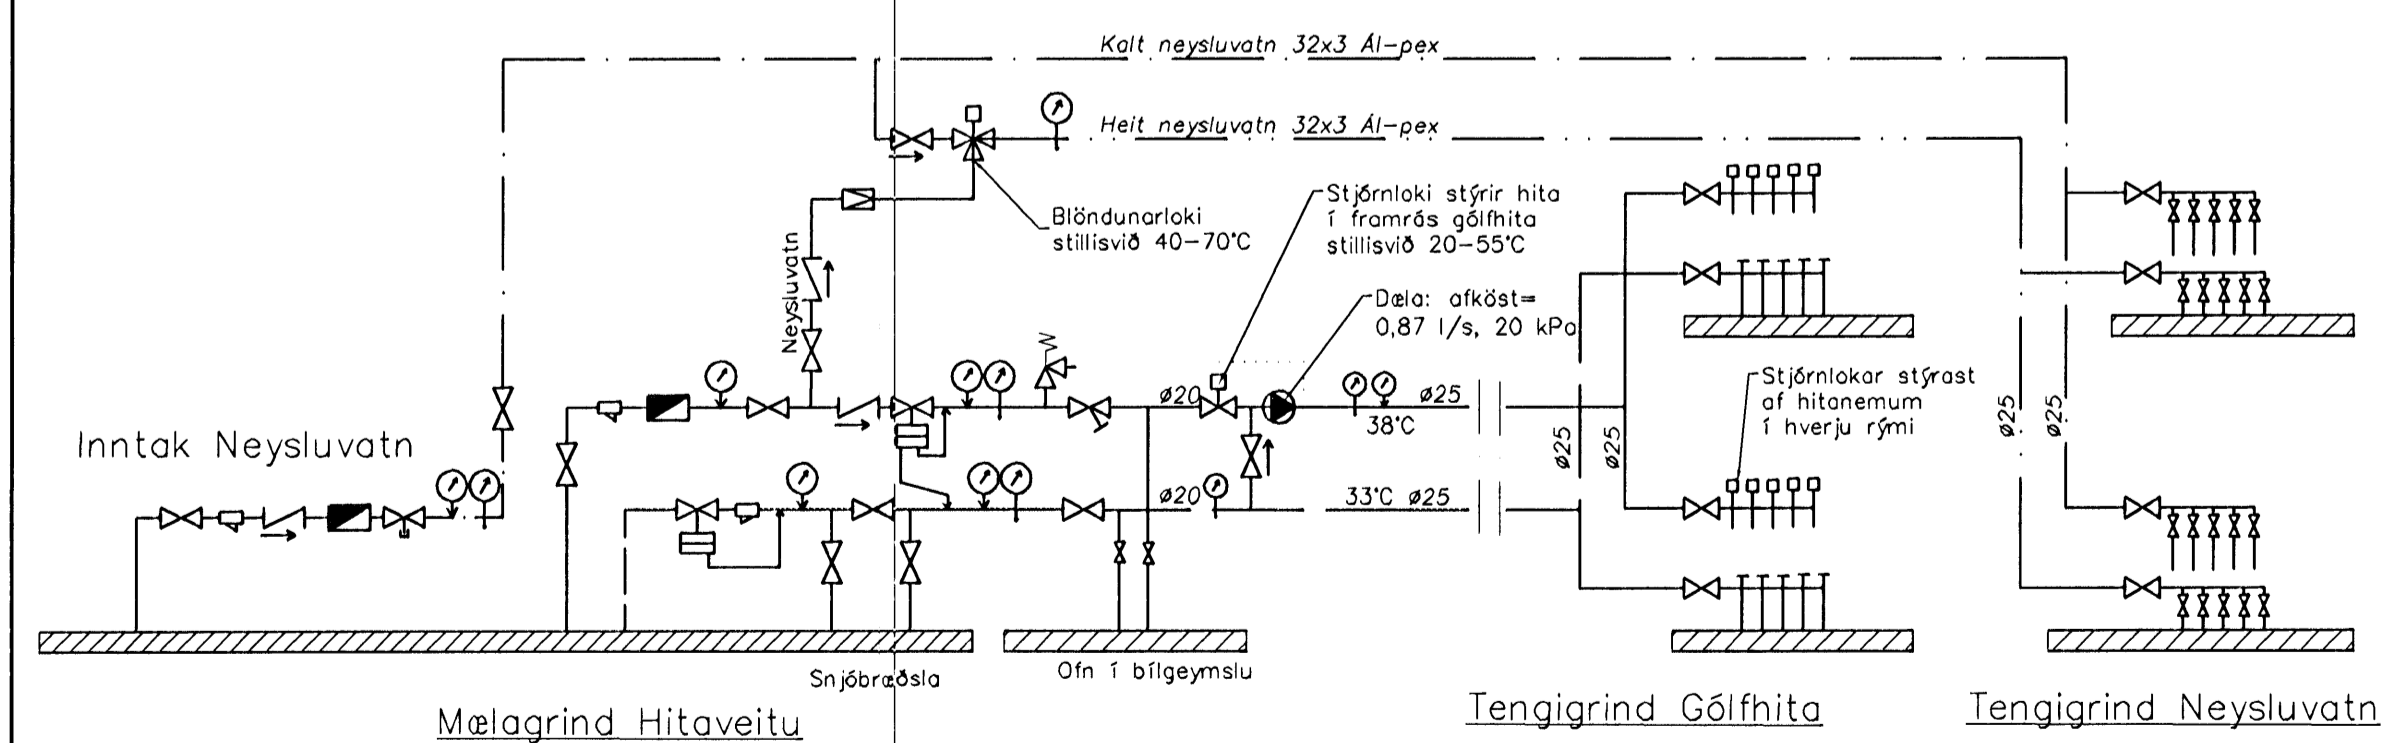 Kalt neysluvatn 32x3 Ál-pex
Heit neysluvatn 32x3 Ál-pex
Blöndunarloki
stillisvið 40-70°C
Stjórnloki stýrir hita
í framrás gólfhita
stillisvið 20-55°C
Dæla: afköst=
0,87 l/s, 20 kPa
Neysluvatn
Inntak Neysluvatn
ø20
38°C
ø25
ø20
33°C ø25
ø25
ø25
Stjórnlokar stýrast
af hitanemum
í hverju rými
ø25
ø25
Snjóbræðsla
Ofn í bílgeymslu
Mælagrind Hitaveitu
Tengigrind Gólfhita
Tengigrind Neysluvatn